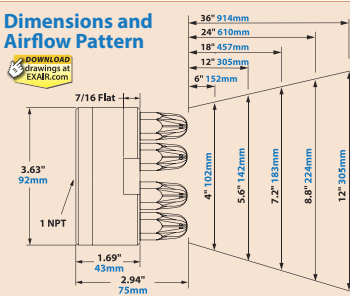 Dimensions and
Airflow Pattern
DOWNLOAD
drawings at
EXAIR.com
36" 914mm
24" 610mm
18" 457mm
12" 305mm
6" 152mm
7/16 Flat
3.63"
92mm
1 NPT
4" 102mm
5.6" 142mm
7.2" 183mm
8.8" 224mm
12" 305mm
1.69"
43mm
2.94"
75mm